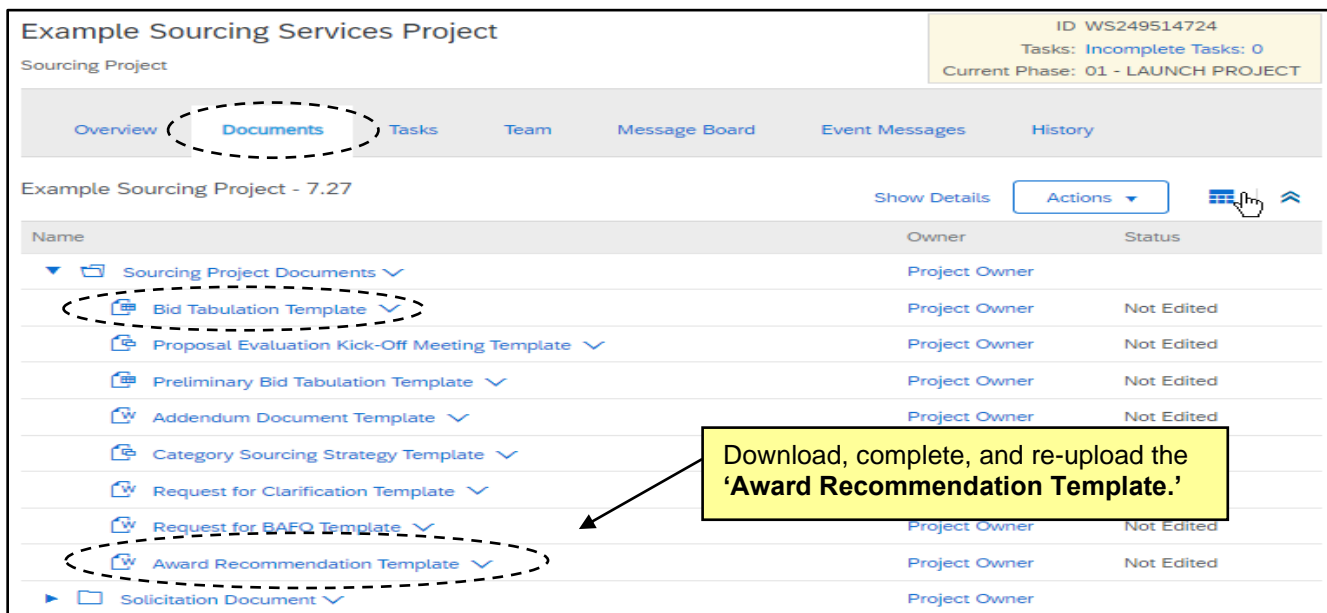 Example Sourcing Services Project
Sourcing Project
ID WS249514724
Tasks: Incomplete Tasks: 0
Current Phase: 01 - LAUNCH PROJECT
Overview Documents Tasks Team Message Board Event Messages History
Example Sourcing Project - 7.27
Show Details Actions
Name Owner Status
Sourcing Project Documents Project Owner
Bid Tabulation Template Project Owner Not Edited
Proposal Evaluation Kick-Off Meeting Template Project Owner Not Edited
Preliminary Bid Tabulation Template Project Owner Not Edited
Addendum Document Template Project Owner Not Edited
Category Sourcing Strategy Template
Request for Clarification Template
Download, complete, and re-upload the
‘Award Recommendation Template.’
Request for BAFO Template Project Owner Not Edited
Award Recommendation Template Project Owner Not Edited
Solicitation Document Project Owner